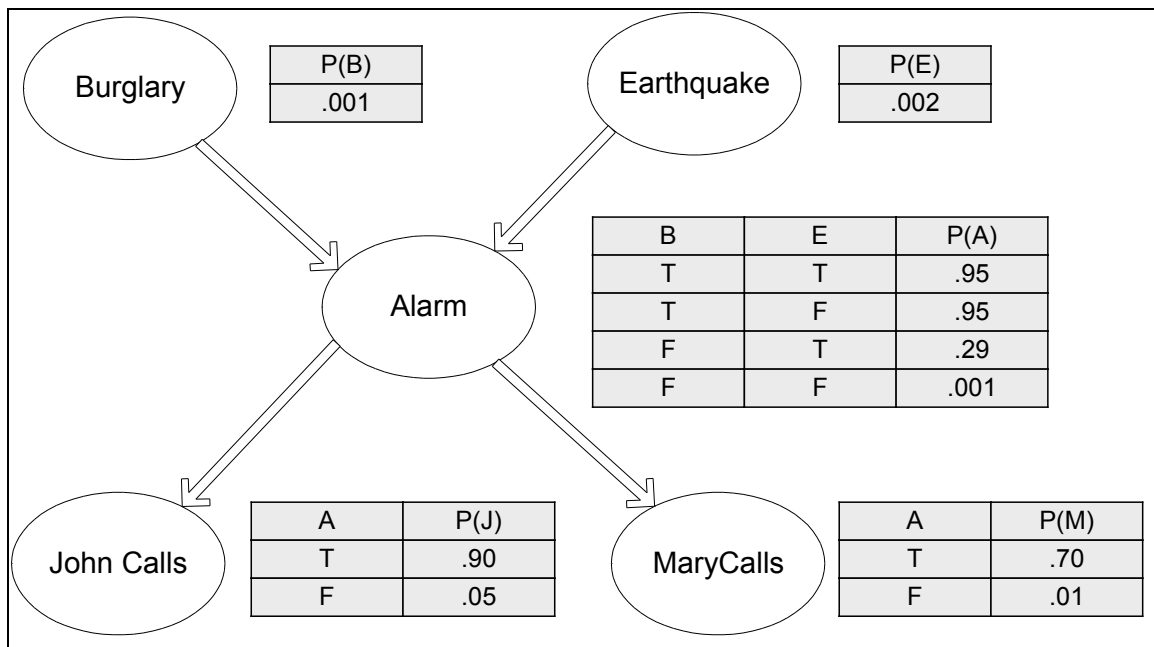 Burglary
P(B)
.001
Earthquake
P(E)
.002
Alarm
B E P(A)
T T .95
T F .95
F T .29
F F .001
John Calls
A P(J)
T .90
F .05
MaryCalls
A P(M)
T .70
F .01